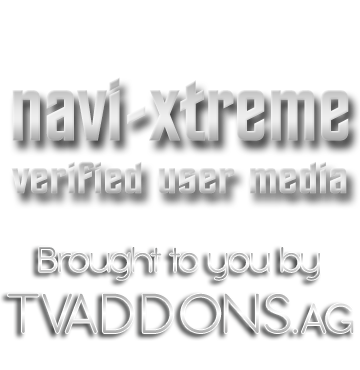 navi-xtreme
verified user media
Brought to you by
TVADDONS.AG